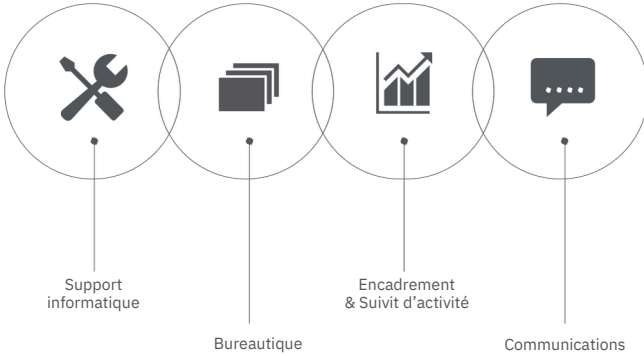 Support
informatique
Bureautique
Encadrement
& Suivit d’activité
Communications